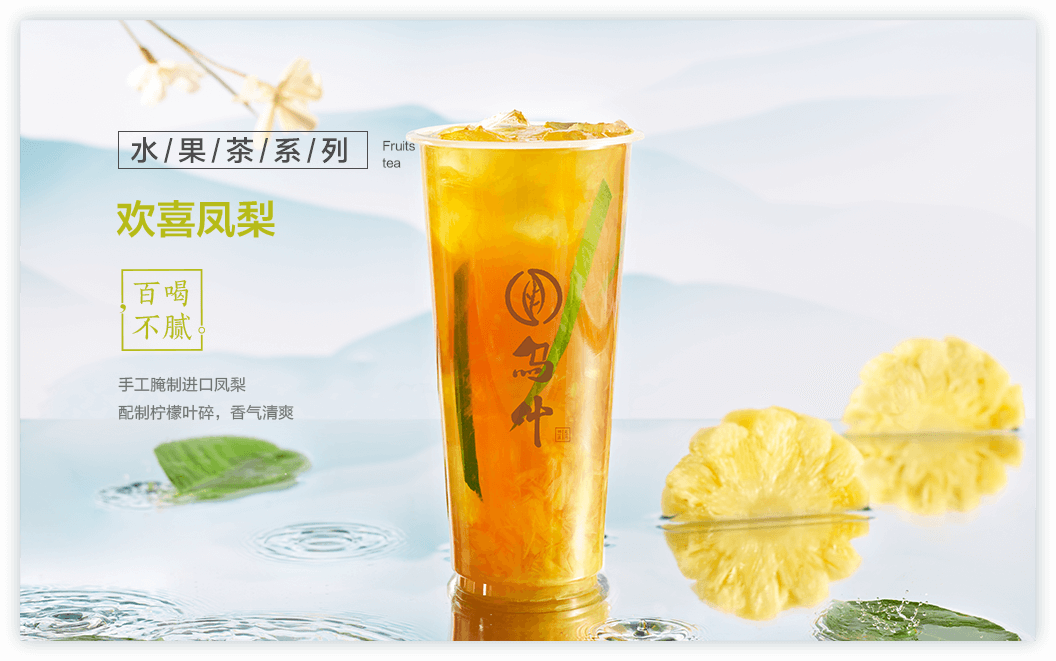 水/果/茶/系/列
Fruits
tea
欢喜凤梨
百喝
不腻。
手工腌制进口凤梨
配制柠檬叶碎，香气清爽
乌
什